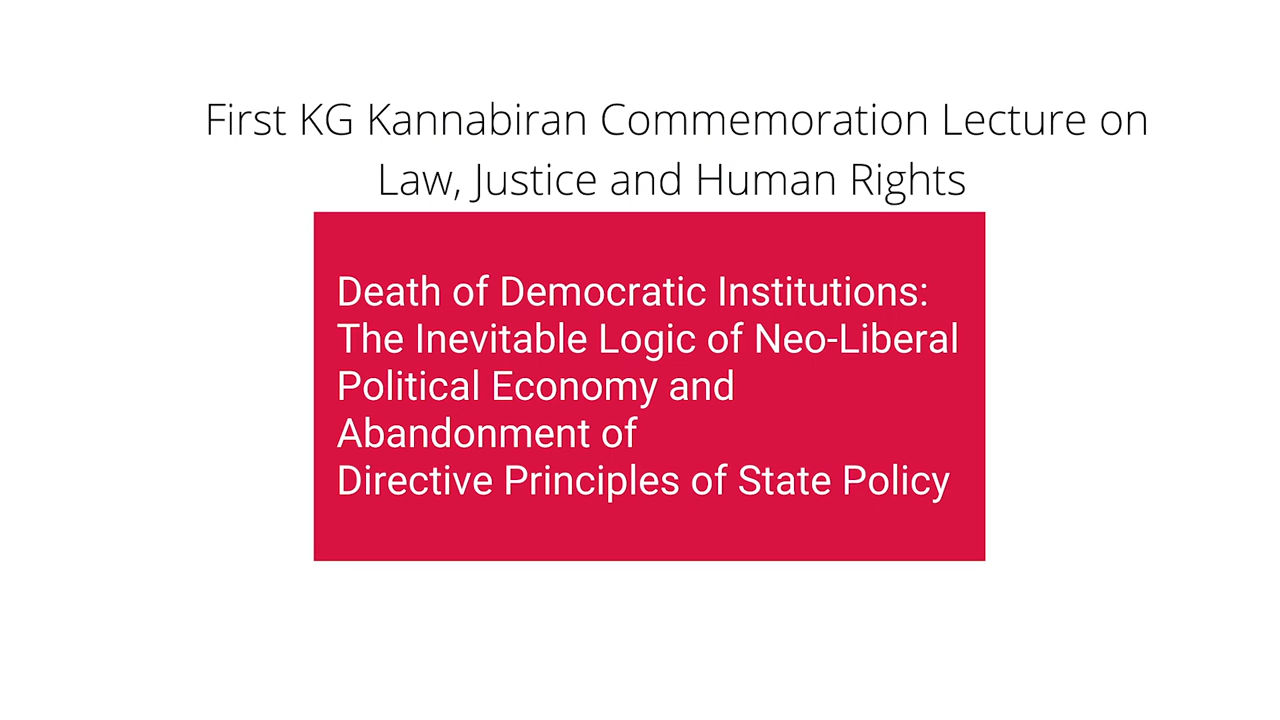 First KG Kannabiran Commemoration Lecture on
Law, Justice and Human Rights
Death of Democratic Institutions:
The Inevitable Logic of Neo-Liberal
Political Economy and
Abandonment of
Directive Principles of State Policy